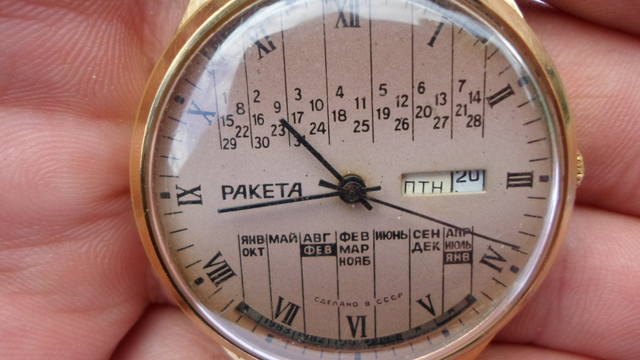 XII
XI
I
X
II
1 8 15 22 29
2 9 16 23 30
3 10 17 24 31
4 11 18 25
5 12 19 26
6 13 20 27
7 14 21 28
IX
РАКЕТА
ПТН 20
III
ЯНВ МАЙ АВГ ФЕВ ИЮНЬ СЕН АПР
ОКТ ФЕВ МАР ДЕК ИЮЛЬ
НОЯБ ЯНВ
VIII
IV
СДЕЛАНО В СССР
VII
VI
V